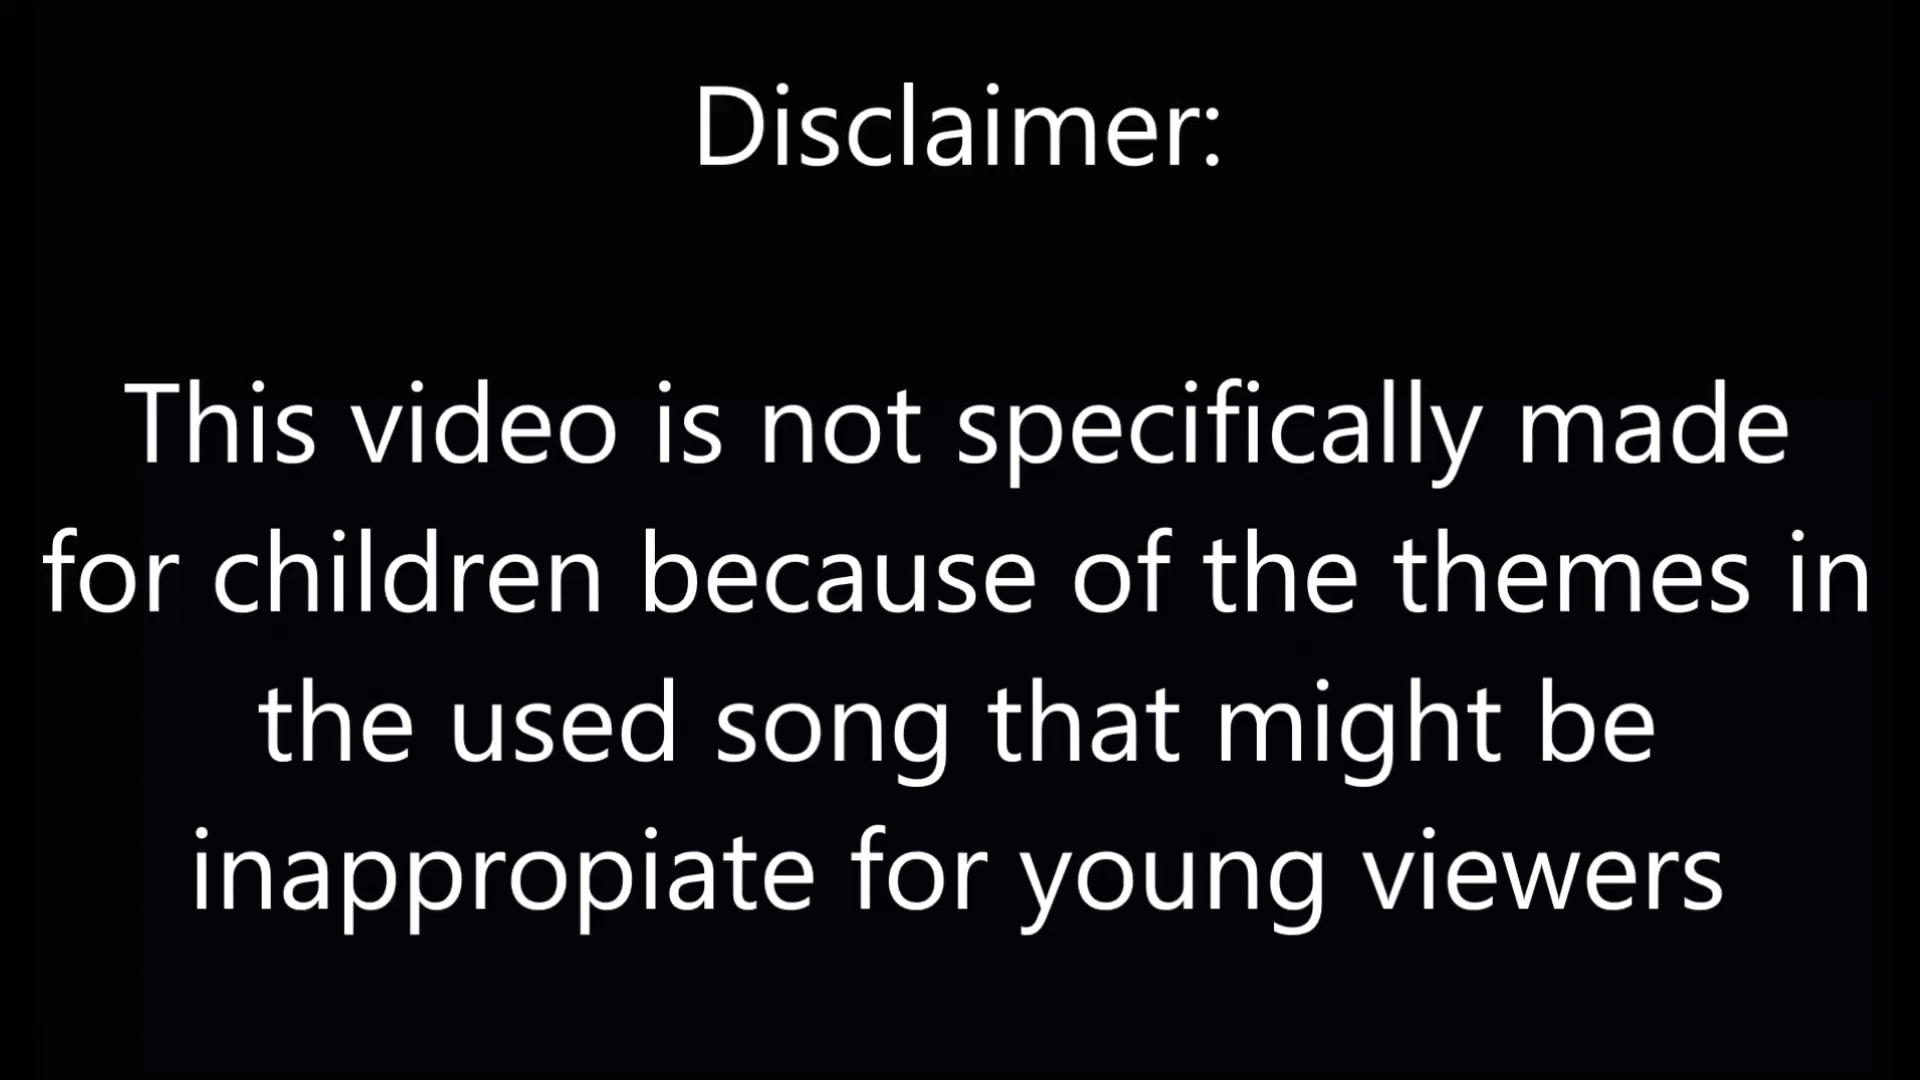 Disclaimer:
This video is not specifically made
for children because of the themes in
the used song that might be
inappropiate for young viewers